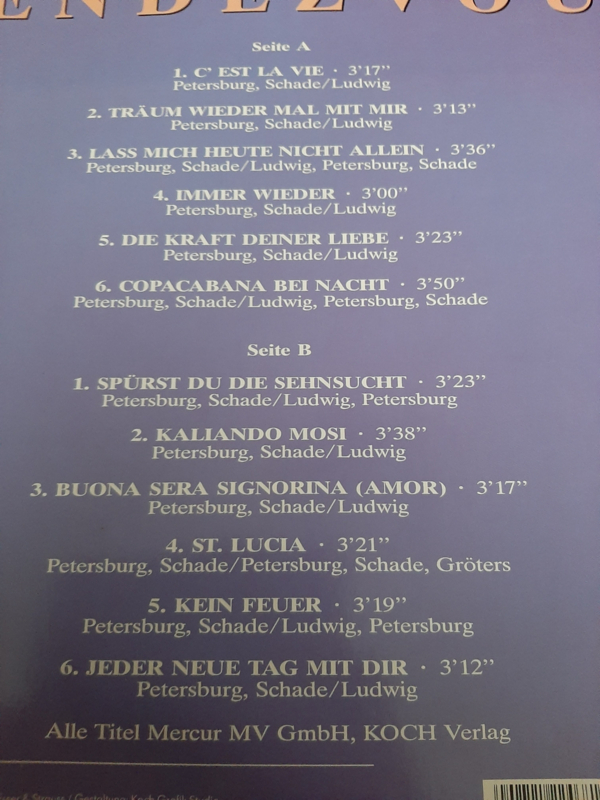 ENDEZVOU
Seite A
1. C' EST LA VIE · 3'17"
Petersburg, Schade/Ludwig
2. TRÄUM WIEDER MAL MIT MIR · 3'13"
Petersburg, Schade/Ludwig
3. LASS MICH HEUTE NICHT ALLEIN · 3'36"
Petersburg, Schade/Ludwig, Petersburg, Schade
4. IMMER WIEDER · 3'00"
Petersburg, Schade/Ludwig
5. DIE KRAFT DEINER LIEBE · 3'23"
Petersburg, Schade/Ludwig
6. COPACABANA BEI NACHT · 3'50"
Petersburg, Schade/Ludwig, Petersburg, Schade
Seite B
1. SPÜRST DU DIE SEHNSUCHT · 3'23"
Petersburg, Schade/Ludwig, Petersburg
2. KALIANDO MOSI · 3'38"
Petersburg, Schade/Ludwig
3. BUONA SERA SIGNORINA (AMOR) · 3'17"
Petersburg, Schade/Ludwig
4. ST. LUCIA · 3'21"
Petersburg, Schade/Petersburg, Schade, Gröters
5. KEIN FEUER · 3'19"
Petersburg, Schade/Ludwig, Petersburg
6. JEDER NEUE TAG MIT DIR · 3'12"
Petersburg, Schade/Ludwig
Alle Titel Mercur MV GmbH, KOCH Verlag